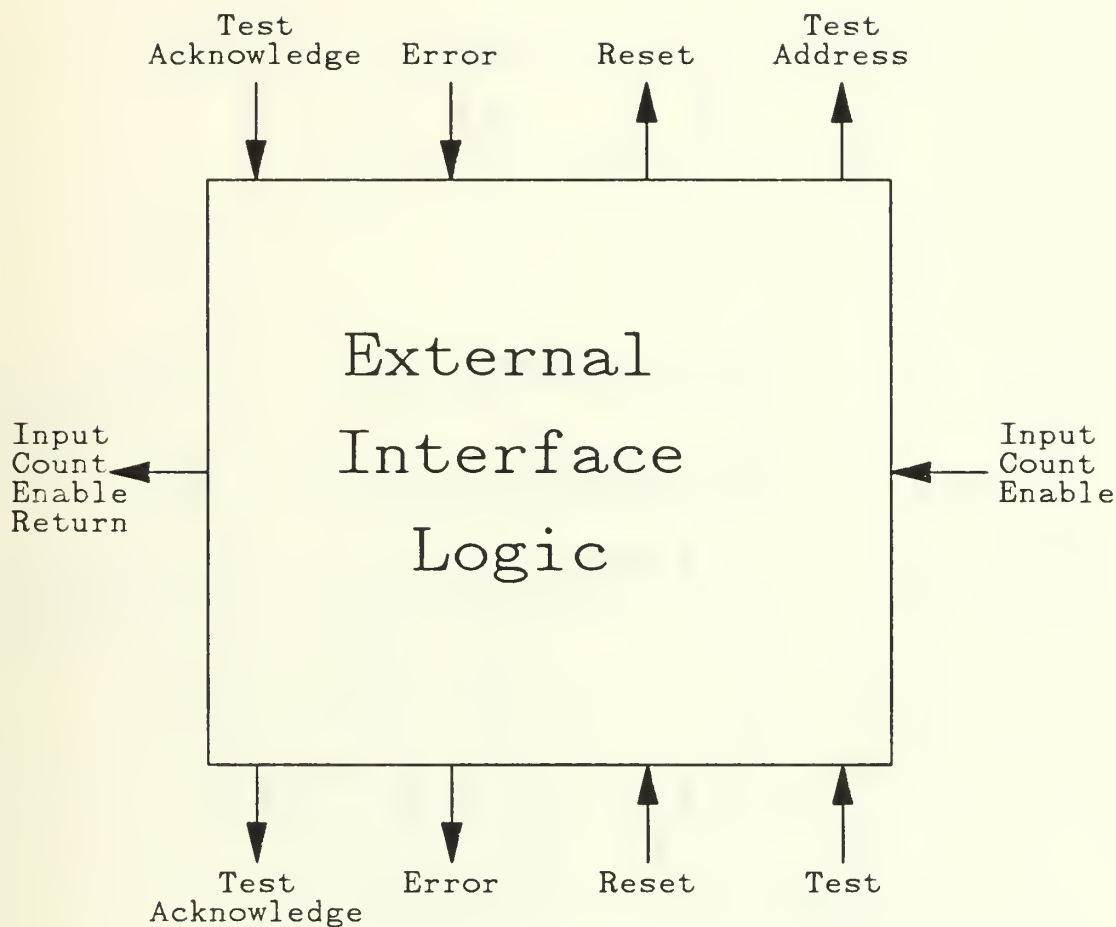 Test
Acknowledge
Error
Reset
Test
Address
External
Interface
Logic
Input
Count
Enable
Return
Input
Count
Enable
Test
Acknowledge
Error
Reset
Test